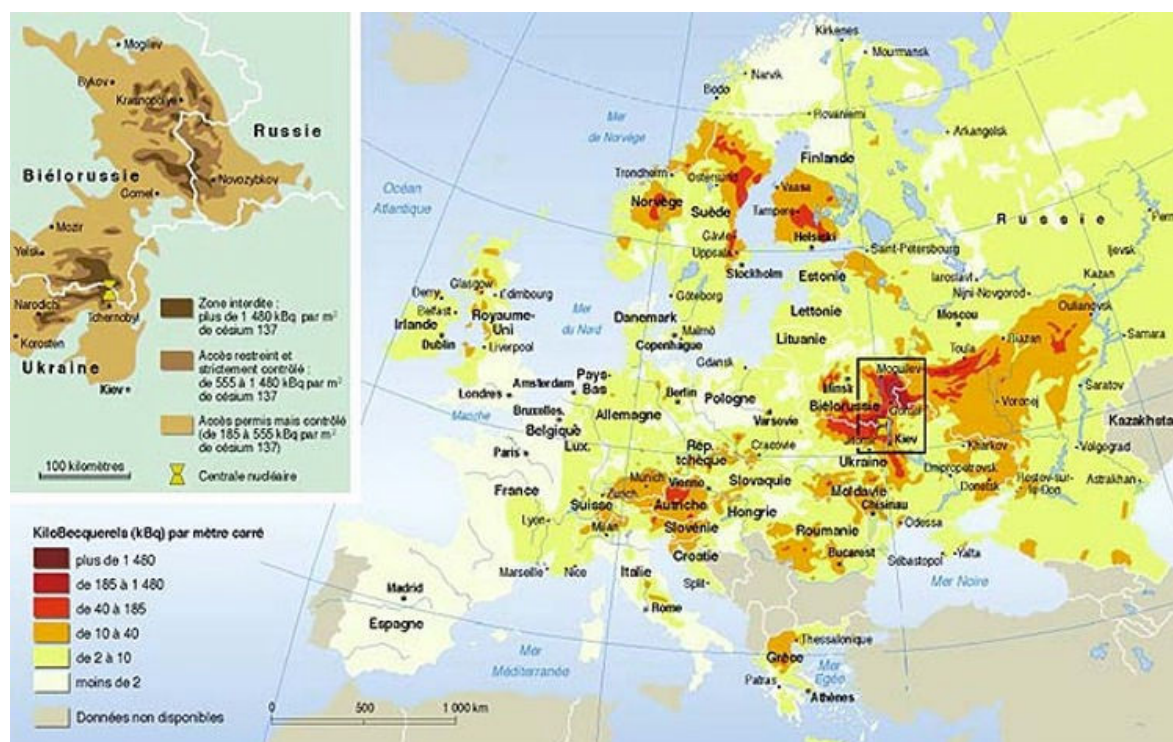 Mogilev
Bykov
Krasnopolye
Russie
Biélorussie
Gomel
Novozybkov
Mozir
Yelsk
Narodichi
Tchernobyl
Korosten
Ukraine
Kiev
Zone interdite :
plus de 1 480 kBq par m²
de césium 137
Accès restreint et
strictement contrôlé :
de 555 à 1 480 kBq par m²
de césium 137
Accès permis mais contrôlé
(de 185 à 555 kBq par m²
de césium 137)
100 kilomètres
Centrale nucléaire
KiloBecquerels (kBq) par mètre carré
plus de 1 480
de 185 à 1 480
de 40 à 185
de 10 à 40
de 2 à 10
moins de 2
Données non disponibles
Kirkenes
Mourmansk
Narvik
Bodø
Rovaniemi
Mer
de Norvège
Arkangelsk
Finlande
Trondheim
Ostersund
Vaasa
Océan
Atlantique
Norvège
Suède
Tampere
Russie
Perm
Gävle
Helsinki
Uppsala
Saint-Pétersbourg
Ijevsk
Stockholm
Estonie
Iaroslavl
Kazan
Nijni-Novgorod
Glasgow
Edimbourg
Göteborg
Derry
Belfast
Mer
du Nord
Danemark
Lettonie
Moscou
Oulianovsk
Irlande
Royaume-
Uni
Malmö
Lituanie
Riazan
Samara
Dublin
Liverpool
Copenhague
Toula
Gdansk
Moguilev
Minsk
Londres
Amsterdam
Pays-
Bas
Berlin
Pologne
Biélorussie
Gomel
Voronej
Saratov
Manche
Bruxelles
Allemagne
Varsovie
Kazakhstan
Belgique
Lux.
Rép.
tchèque
Cracovie
Kiev
Kharkov
Volgograd
Paris
Ukraine
Dniepropetrovsk
Donetsk
Rostov-sur-
le-Don
Astrakhan
France
Munich
Vienne
Slovaquie
Moldavie
Chisinau
Suisse
Zurich
Autriche
Hongrie
Odessa
Lyon
Milan
Slovénie
Roumanie
Croatie
Bucarest
Sébastopol
Yalta
Marseille
Nice
Italie
Split
Mer Noire
Madrid
Espagne
Rome
Thessalonique
Mer
Méditerranée
Grèce
Mer
Egée
Patras
Athènes
0
500
1 000 km